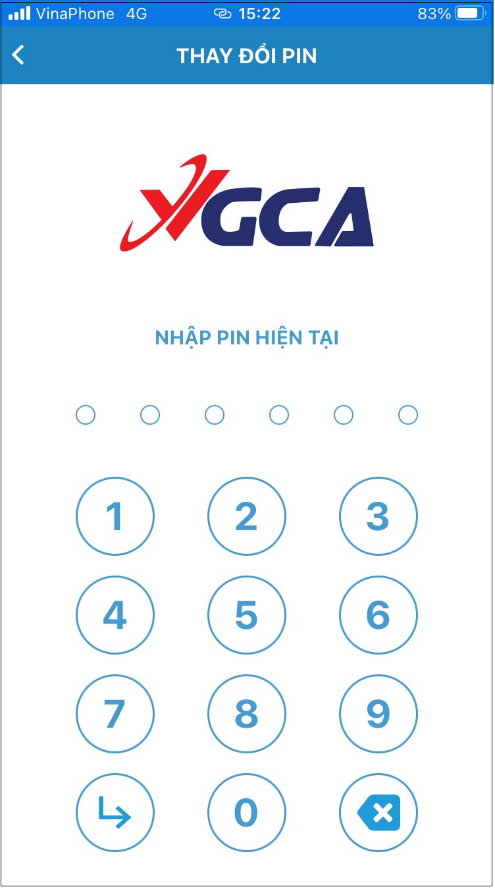 VinaPhone 4G 15:22 83%
THAY ĐỔI PIN
VGCA
NHẬP PIN HIỆN TẠI
1 2 3
4 5 6
7 8 9
0